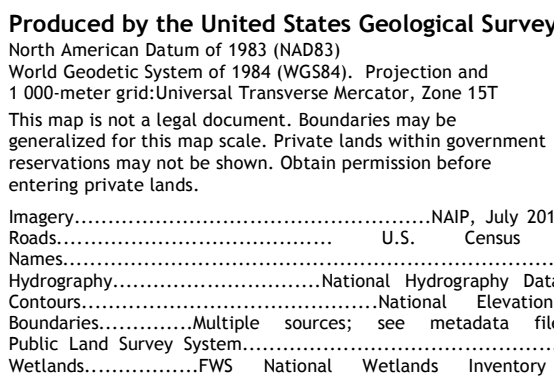 Produced by the United States Geological Survey
North American Datum of 1983 (NAD83)
World Geodetic System of 1984 (WGS84). Projection and
1 000-meter grid:Universal Transverse Mercator, Zone 15T
This map is not a legal document. Boundaries may be
generalized for this map scale. Private lands within government
reservations may not be shown. Obtain permission before
entering private lands.
Imagery....................................................NAIP, July 201
Roads........................................ U.S. Census
Names......................................................................
Hydrography..............................National Hydrography Data
Contours...........................................National Elevation
Boundaries.............Multiple sources; see metadata file
Public Land Survey System..............................................
Wetlands................FWS National Wetlands Inventory